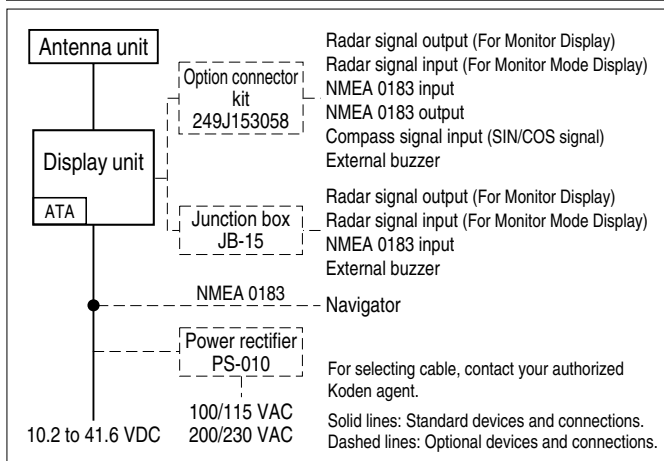 Antenna unit
Display unit
ATA
Option connector
kit
249J153058
Radar signal output (For Monitor Display)
Radar signal input (For Monitor Mode Display)
NMEA 0183 input
NMEA 0183 output
Compass signal input (SIN/COS signal)
External buzzer
Junction box
JB-15
Radar signal output (For Monitor Display)
Radar signal input (For Monitor Mode Display)
NMEA 0183 input
External buzzer
NMEA 0183
Navigator
Power rectifier
PS-010
100/115 VAC
200/230 VAC
10.2 to 41.6 VDC
For selecting cable, contact your authorized
Koden agent.
Solid lines: Standard devices and connections.
Dashed lines: Optional devices and connections.